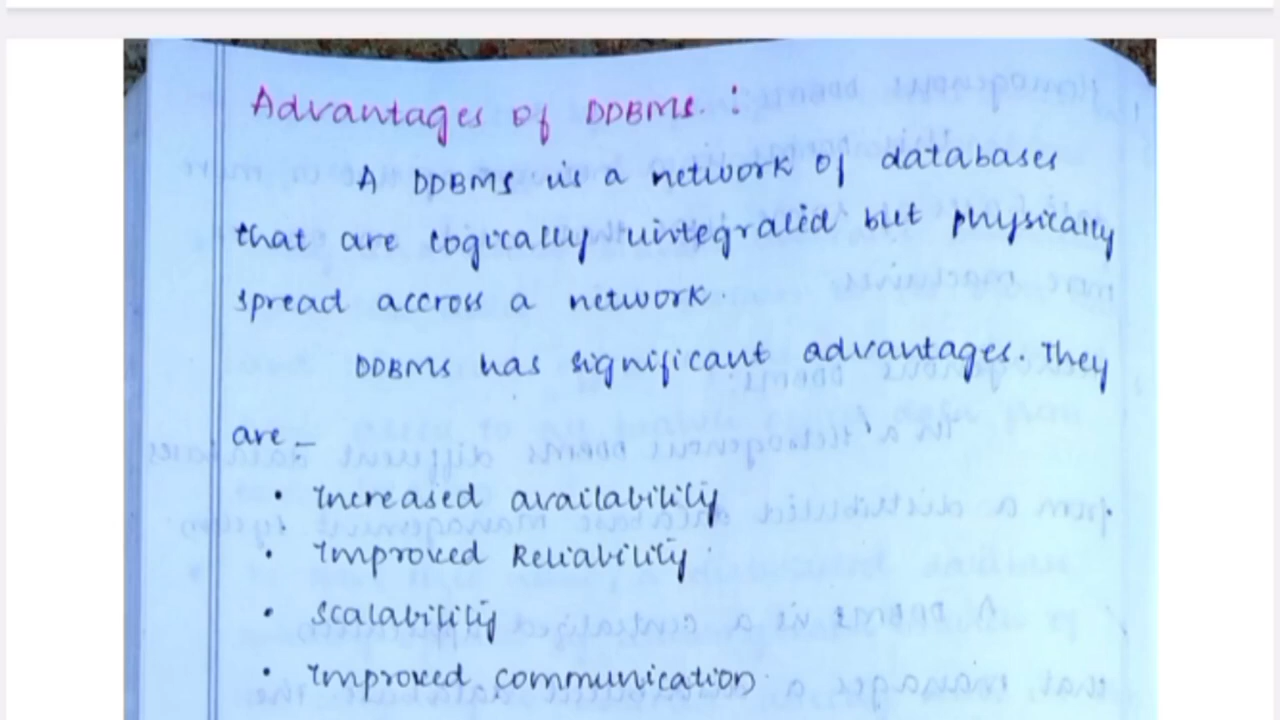 Advantages of DDBMS :
A DDBMS is a network of databases
that are logically integrated but physically
spread accross a network.
DDBMS has significant advantages. They
are –
• Increased availability
• Improved Reliability
• Scalability
• Improved communication